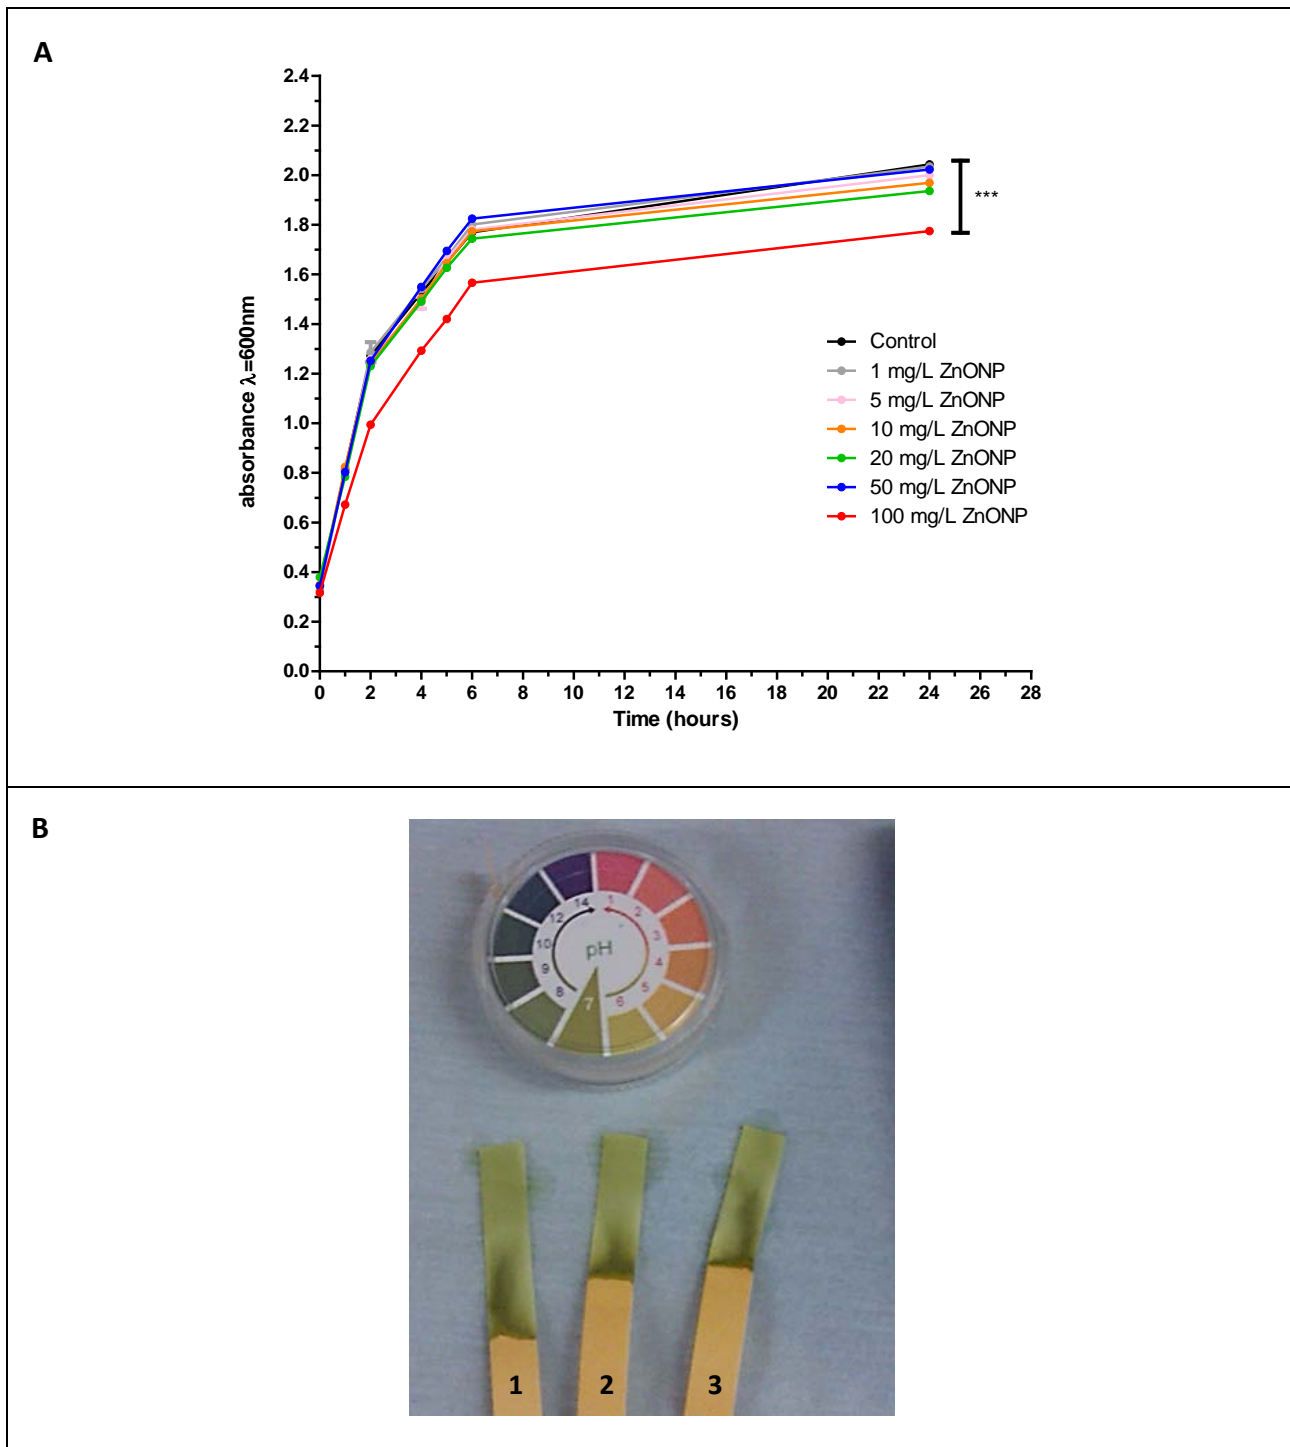 A
2.4
2.2
2.0
1.8
1.6
1.4
1.2
1.0
0.8
0.6
0.4
0.2
0.0
absorbance λ=600nm
0 2 4 6 8 10 12 14 16 18 20 22 24 26 28
Time (hours)
***
Control
1 mg/L ZnONP
5 mg/L ZnONP
10 mg/L ZnONP
20 mg/L ZnONP
50 mg/L ZnONP
100 mg/L ZnONP
B
pH
1
2
3
4
5
6
7
8
9
10
12
14
1 2 3